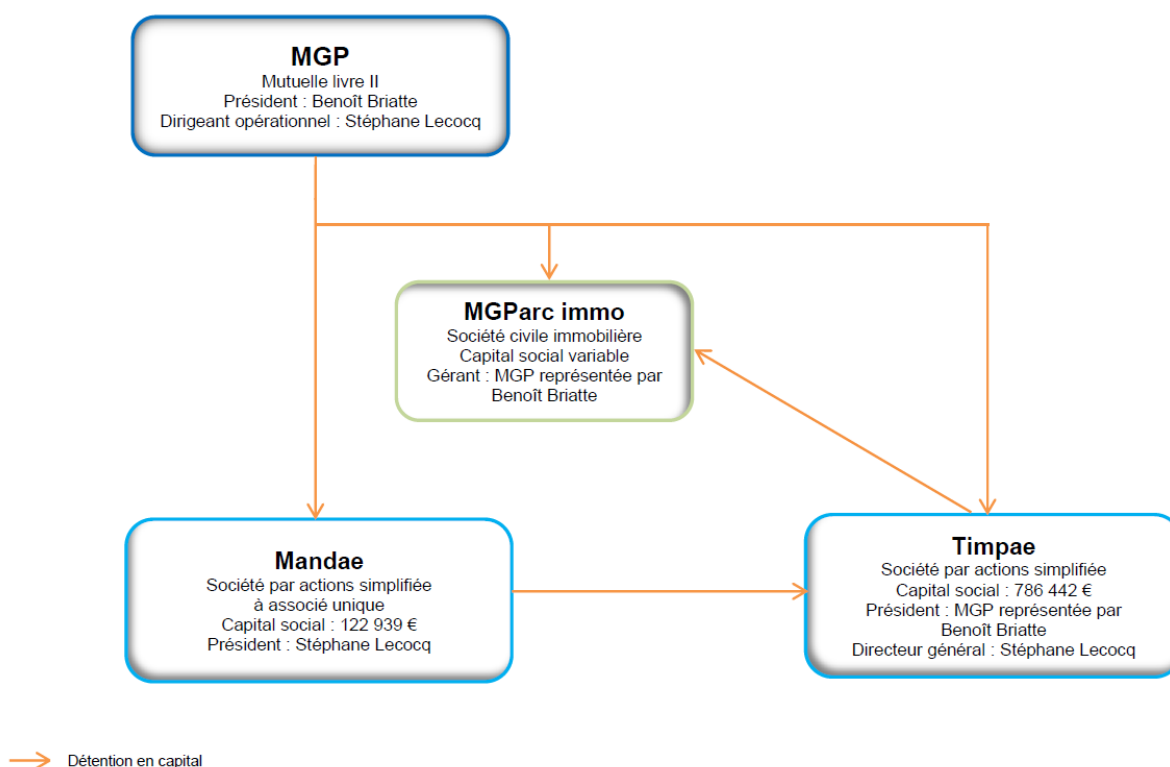 MGP
Mutuelle livre II
Président : Benoît Briatte
Dirigeant opérationnel : Stéphane Lecocq
MGParc immo
Société civile immobilière
Capital social variable
Gérant : MGP représentée par
Benoît Briatte
Mandae
Société par actions simplifiée
à associé unique
Capital social : 122 939 €
Président : Stéphane Lecocq
Timpae
Société par actions simplifiée
Capital social : 786 442 €
Président : MGP représentée par
Benoît Briatte
Directeur général : Stéphane Lecocq
Détention en capital